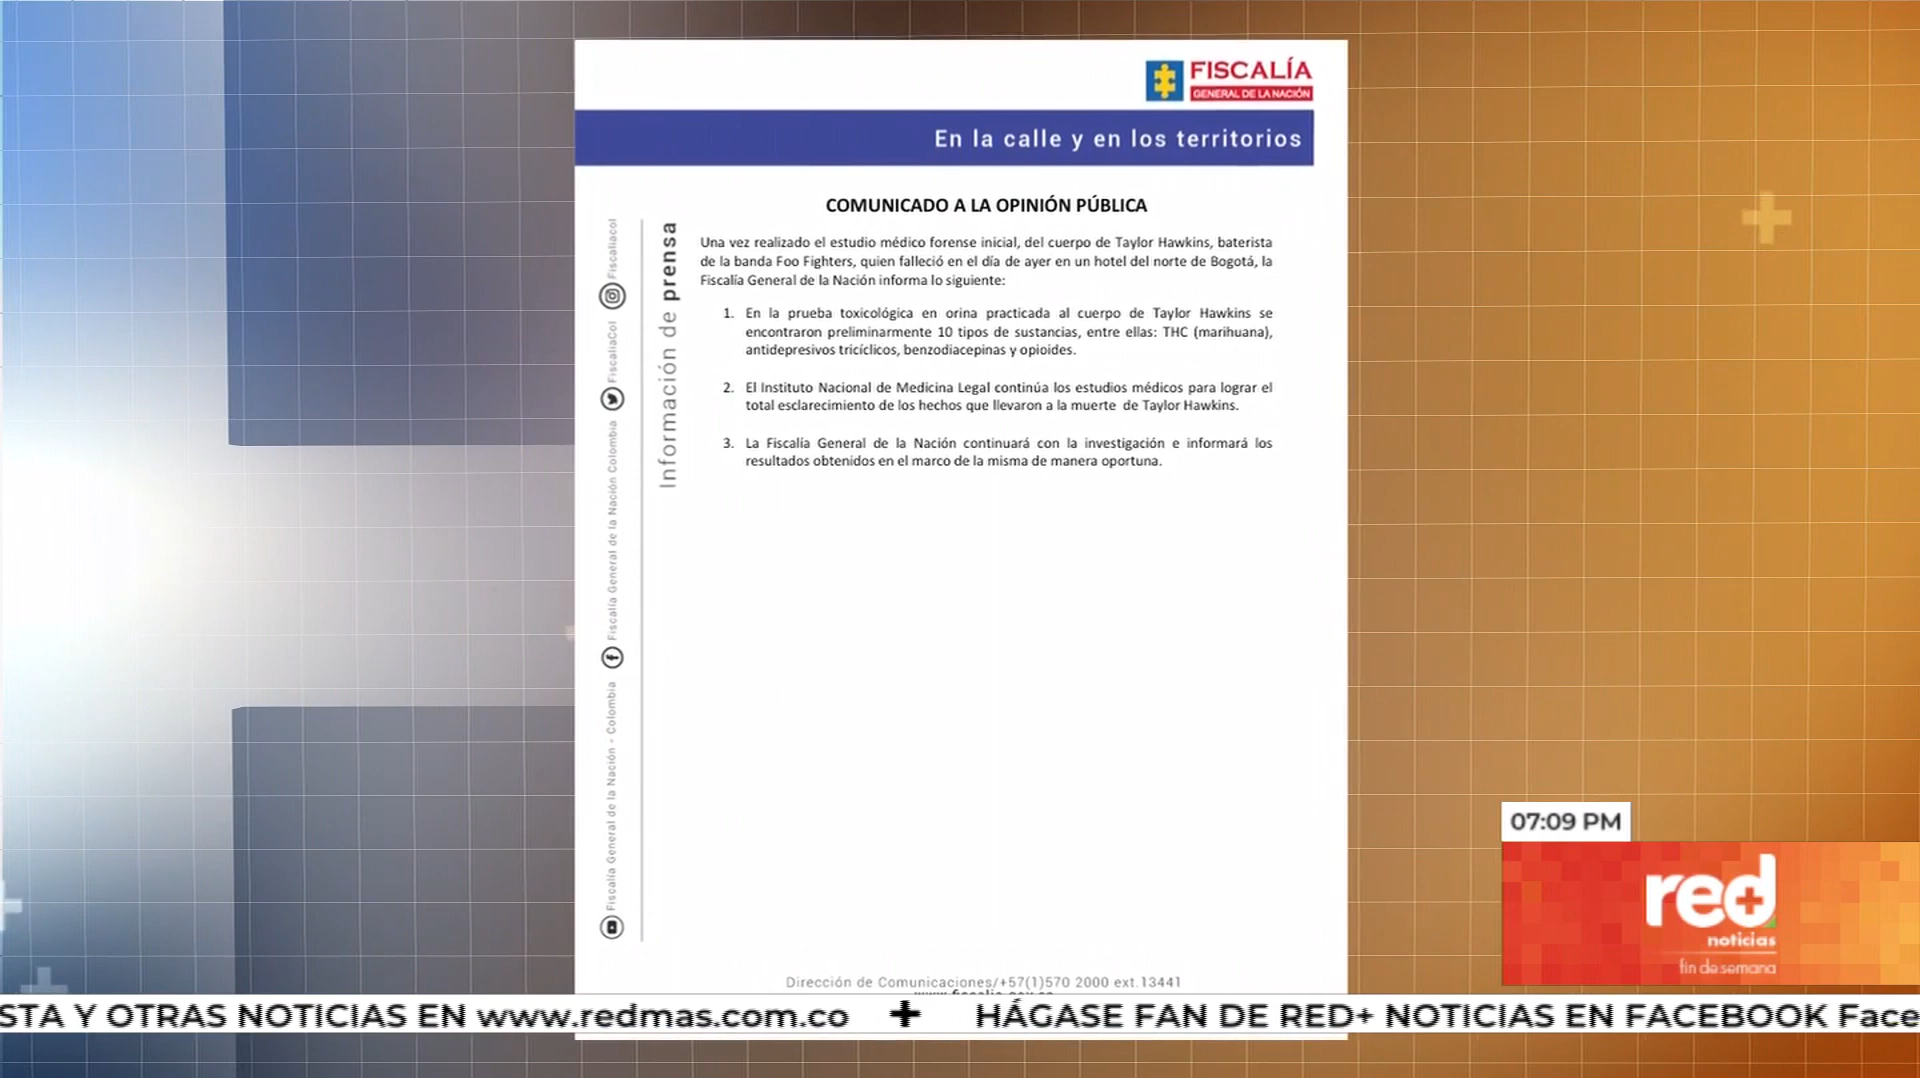 FISCALÍA
GENERAL DE LA NACIÓN
En la calle y en los territorios
COMUNICADO A LA OPINIÓN PÚBLICA
Una vez realizado el estudio médico forense inicial, del cuerpo de Taylor Hawkins, baterista
de la banda Foo Fighters, quien falleció en el día de ayer en un hotel del norte de Bogotá, la
Fiscalía General de la Nación informa lo siguiente:
1. En la prueba toxicológica en orina practicada al cuerpo de Taylor Hawkins se
encontraron preliminarmente 10 tipos de sustancias, entre ellas: THC (marihuana),
antidepresivos tricíclicos, benzodiacepinas y opioides.
2. El Instituto Nacional de Medicina Legal continúa los estudios médicos para lograr el
total esclarecimiento de los hechos que llevaron a la muerte de Taylor Hawkins.
3. La Fiscalía General de la Nación continuará con la investigación e informará los
resultados obtenidos en el marco de la misma de manera oportuna.
Información de prensa
Fiscaliacol
FiscaliaCol
Fiscalía General de la Nación Colombia
Fiscalía General de la Nación - Colombia
Dirección de Comunicaciones/+57(1)570 2000 ext.13441
07:09 PM
red+
noticias
fin de semana
STA Y OTRAS NOTICIAS EN www.redmas.com.co + HÁGASE FAN DE RED+ NOTICIAS EN FACEBOOK Face